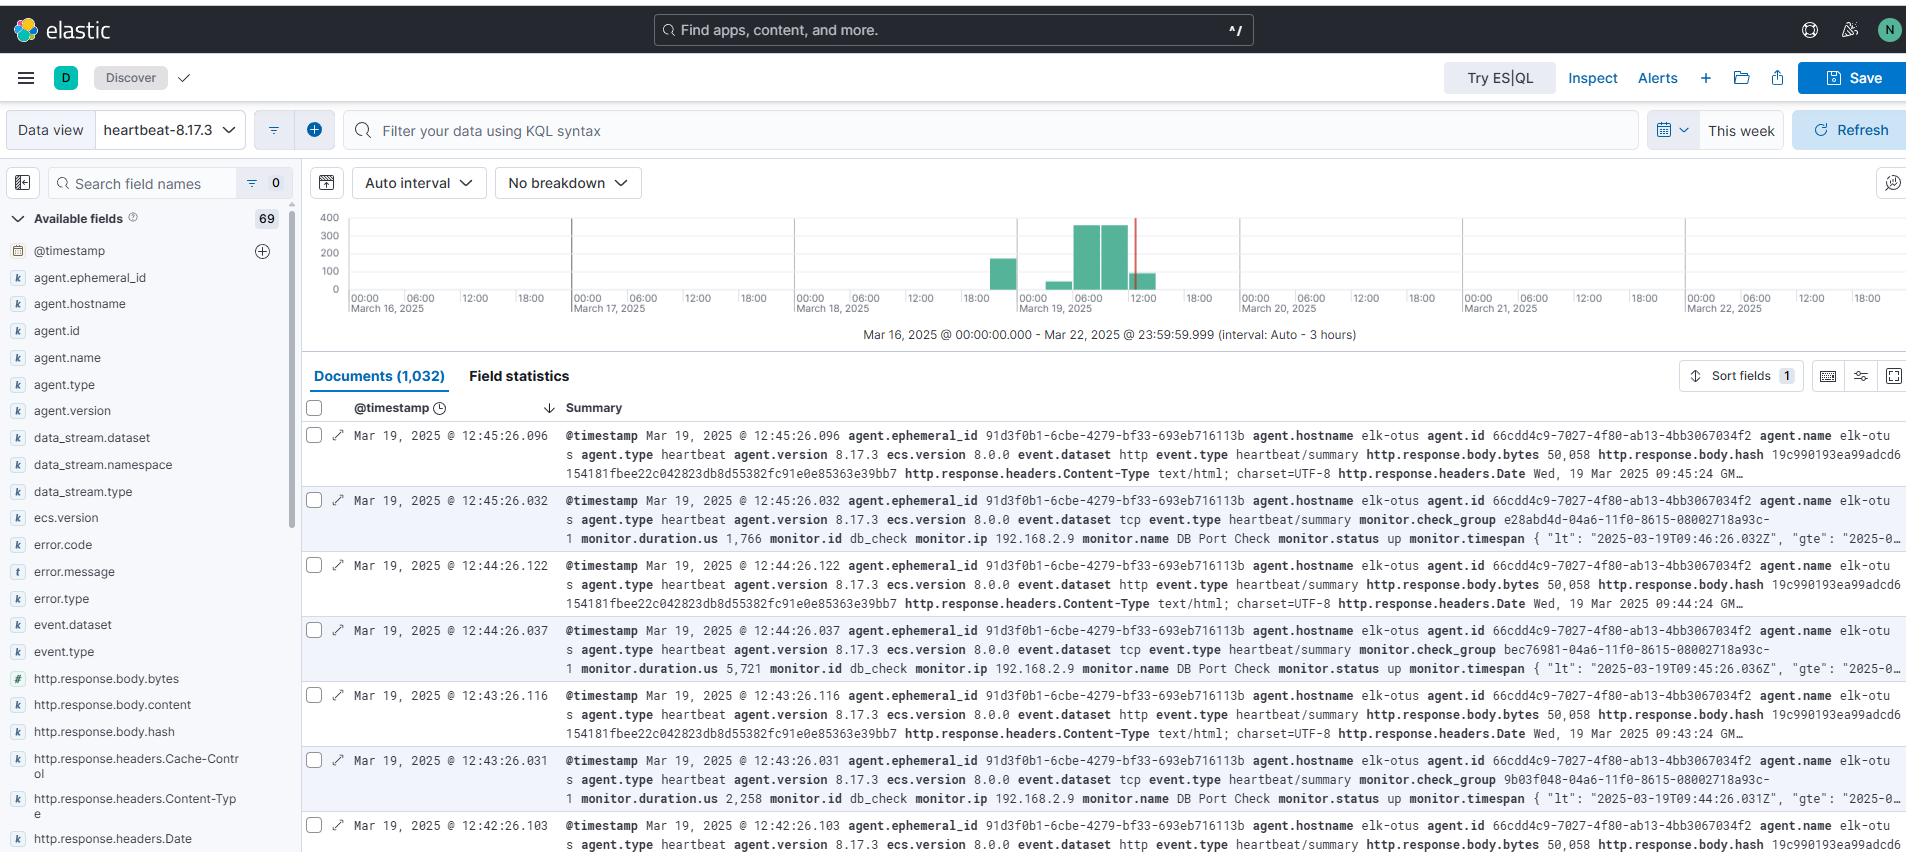 elastic
Find apps, content, and more.
^/
N
D
Discover
Try ES|QL
Inspect
Alerts
Save
Data view
heartbeat-8.17.3
Filter your data using KQL syntax
This week
Refresh
Search field names
0
Auto interval
No breakdown
Available fields
69
@timestamp
agent.ephemeral_id
agent.hostname
agent.id
agent.name
agent.type
agent.version
data_stream.dataset
data_stream.namespace
data_stream.type
ecs.version
error.code
error.message
error.type
event.dataset
event.type
http.response.body.bytes
http.response.body.content
http.response.body.hash
http.response.headers.Cache-Contr
ol
http.response.headers.Content-Typ
e
http.response.headers.Date
400
300
200
100
0
00:00 06:00 12:00 18:00 00:00 06:00 12:00 18:00 00:00 06:00 12:00 18:00 00:00 06:00 12:00 18:00 00:00 06:00 12:00 18:00 00:00 06:00 12:00 18:00 00:00 06:00 12:00 18:00
March 16, 2025 March 17, 2025 March 18, 2025 March 19, 2025 March 20, 2025 March 21, 2025 March 22, 2025
Mar 16, 2025 @ 00:00:00.000 - Mar 22, 2025 @ 23:59:59.999 (interval: Auto - 3 hours)
Documents (1,032)
Field statistics
Sort fields 1
@timestamp
Summary
Mar 19, 2025 @ 12:45:26.096 @timestamp Mar 19, 2025 @ 12:45:26.096 agent.ephemeral_id 91d3f0b1-6cbe-4279-bf33-693eb716113b agent.hostname elk-otus agent.id 66cdd4c9-7027-4f80-ab13-4bb3067034f2 agent.name elk-otu
s agent.type heartbeat agent.version 8.17.3 ecs.version 8.0.0 event.dataset http event.type heartbeat/summary http.response.body.bytes 50,058 http.response.body.hash 19c990193ea99adcd6
154181fbee22c042823db8d55382fc91e0e85363e39bb7 http.response.headers.Content-Type text/html; charset=UTF-8 http.response.headers.Date Wed, 19 Mar 2025 09:45:24 GM…
Mar 19, 2025 @ 12:45:26.032 @timestamp Mar 19, 2025 @ 12:45:26.032 agent.ephemeral_id 91d3f0b1-6cbe-4279-bf33-693eb716113b agent.hostname elk-otus agent.id 66cdd4c9-7027-4f80-ab13-4bb3067034f2 agent.name elk-otu
s agent.type heartbeat agent.version 8.17.3 ecs.version 8.0.0 event.dataset tcp event.type heartbeat/summary monitor.check_group e28abd4d-04a6-11f0-8615-08002718a93c-
1 monitor.duration.us 1,766 monitor.id db_check monitor.ip 192.168.2.9 monitor.name DB Port Check monitor.status up monitor.timespan { "lt": "2025-03-19T09:46:26.032Z", "gte": "2025-0…
Mar 19, 2025 @ 12:44:26.122 @timestamp Mar 19, 2025 @ 12:44:26.122 agent.ephemeral_id 91d3f0b1-6cbe-4279-bf33-693eb716113b agent.hostname elk-otus agent.id 66cdd4c9-7027-4f80-ab13-4bb3067034f2 agent.name elk-otu
s agent.type heartbeat agent.version 8.17.3 ecs.version 8.0.0 event.dataset http event.type heartbeat/summary http.response.body.bytes 50,058 http.response.body.hash 19c990193ea99adcd6
154181fbee22c042823db8d55382fc91e0e85363e39bb7 http.response.headers.Content-Type text/html; charset=UTF-8 http.response.headers.Date Wed, 19 Mar 2025 09:44:24 GM…
Mar 19, 2025 @ 12:44:26.037 @timestamp Mar 19, 2025 @ 12:44:26.037 agent.ephemeral_id 91d3f0b1-6cbe-4279-bf33-693eb716113b agent.hostname elk-otus agent.id 66cdd4c9-7027-4f80-ab13-4bb3067034f2 agent.name elk-otu
s agent.type heartbeat agent.version 8.17.3 ecs.version 8.0.0 event.dataset tcp event.type heartbeat/summary monitor.check_group bec76981-04a6-11f0-8615-08002718a93c-
1 monitor.duration.us 5,721 monitor.id db_check monitor.ip 192.168.2.9 monitor.name DB Port Check monitor.status up monitor.timespan { "lt": "2025-03-19T09:45:26.036Z", "gte": "2025-0…
Mar 19, 2025 @ 12:43:26.116 @timestamp Mar 19, 2025 @ 12:43:26.116 agent.ephemeral_id 91d3f0b1-6cbe-4279-bf33-693eb716113b agent.hostname elk-otus agent.id 66cdd4c9-7027-4f80-ab13-4bb3067034f2 agent.name elk-otu
s agent.type heartbeat agent.version 8.17.3 ecs.version 8.0.0 event.dataset http event.type heartbeat/summary http.response.body.bytes 50,058 http.response.body.hash 19c990193ea99adcd6
154181fbee22c042823db8d55382fc91e0e85363e39bb7 http.response.headers.Content-Type text/html; charset=UTF-8 http.response.headers.Date Wed, 19 Mar 2025 09:43:24 GM…
Mar 19, 2025 @ 12:43:26.031 @timestamp Mar 19, 2025 @ 12:43:26.031 agent.ephemeral_id 91d3f0b1-6cbe-4279-bf33-693eb716113b agent.hostname elk-otus agent.id 66cdd4c9-7027-4f80-ab13-4bb3067034f2 agent.name elk-otu
s agent.type heartbeat agent.version 8.17.3 ecs.version 8.0.0 event.dataset tcp event.type heartbeat/summary monitor.check_group 9b03f048-04a6-11f0-8615-08002718a93c-
1 monitor.duration.us 2,258 monitor.id db_check monitor.ip 192.168.2.9 monitor.name DB Port Check monitor.status up monitor.timespan { "lt": "2025-03-19T09:44:26.031Z", "gte": "2025-0…
Mar 19, 2025 @ 12:42:26.103 @timestamp Mar 19, 2025 @ 12:42:26.103 agent.ephemeral_id 91d3f0b1-6cbe-4279-bf33-693eb716113b agent.hostname elk-otus agent.id 66cdd4c9-7027-4f80-ab13-4bb3067034f2 agent.name elk-otu
s agent.type heartbeat agent.version 8.17.3 ecs.version 8.0.0 event.dataset http event.type heartbeat/summary http.response.body.bytes 50,058 http.response.body.hash 19c990193ea99adcd6